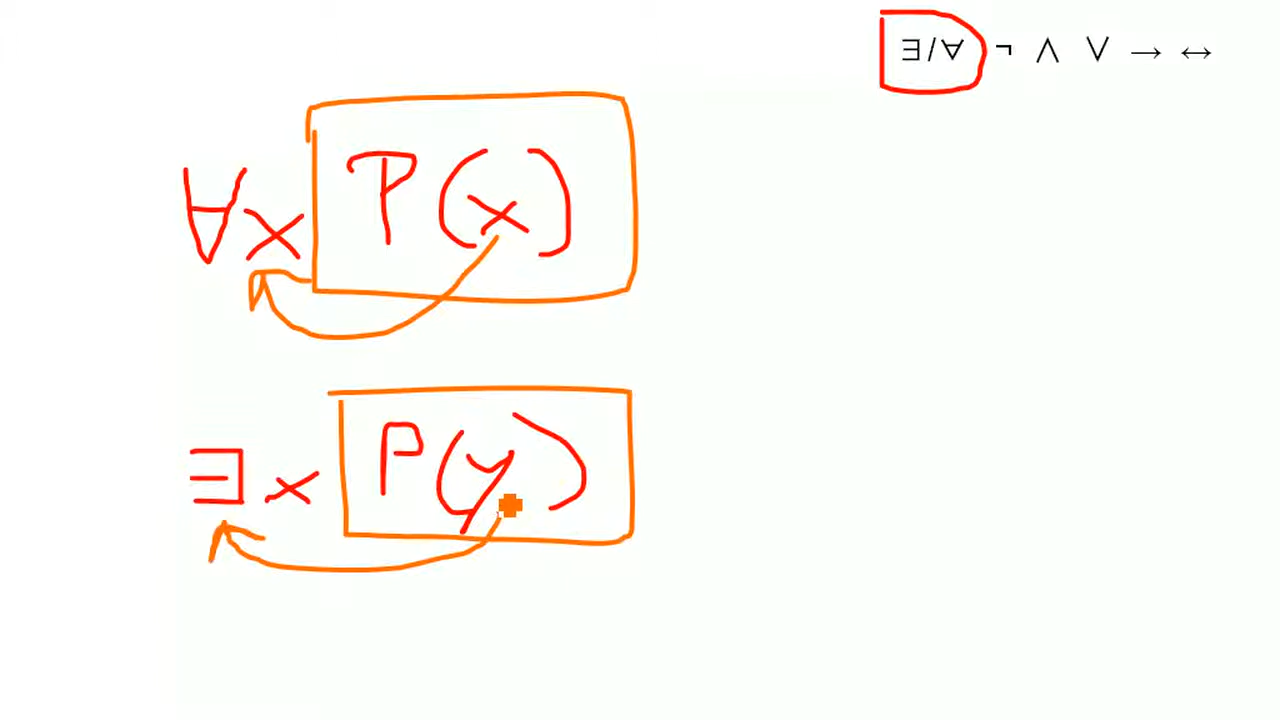 ∃/∀ ¬ ∧ ∨ → ↔
∀x P(x)
∃x P(y)